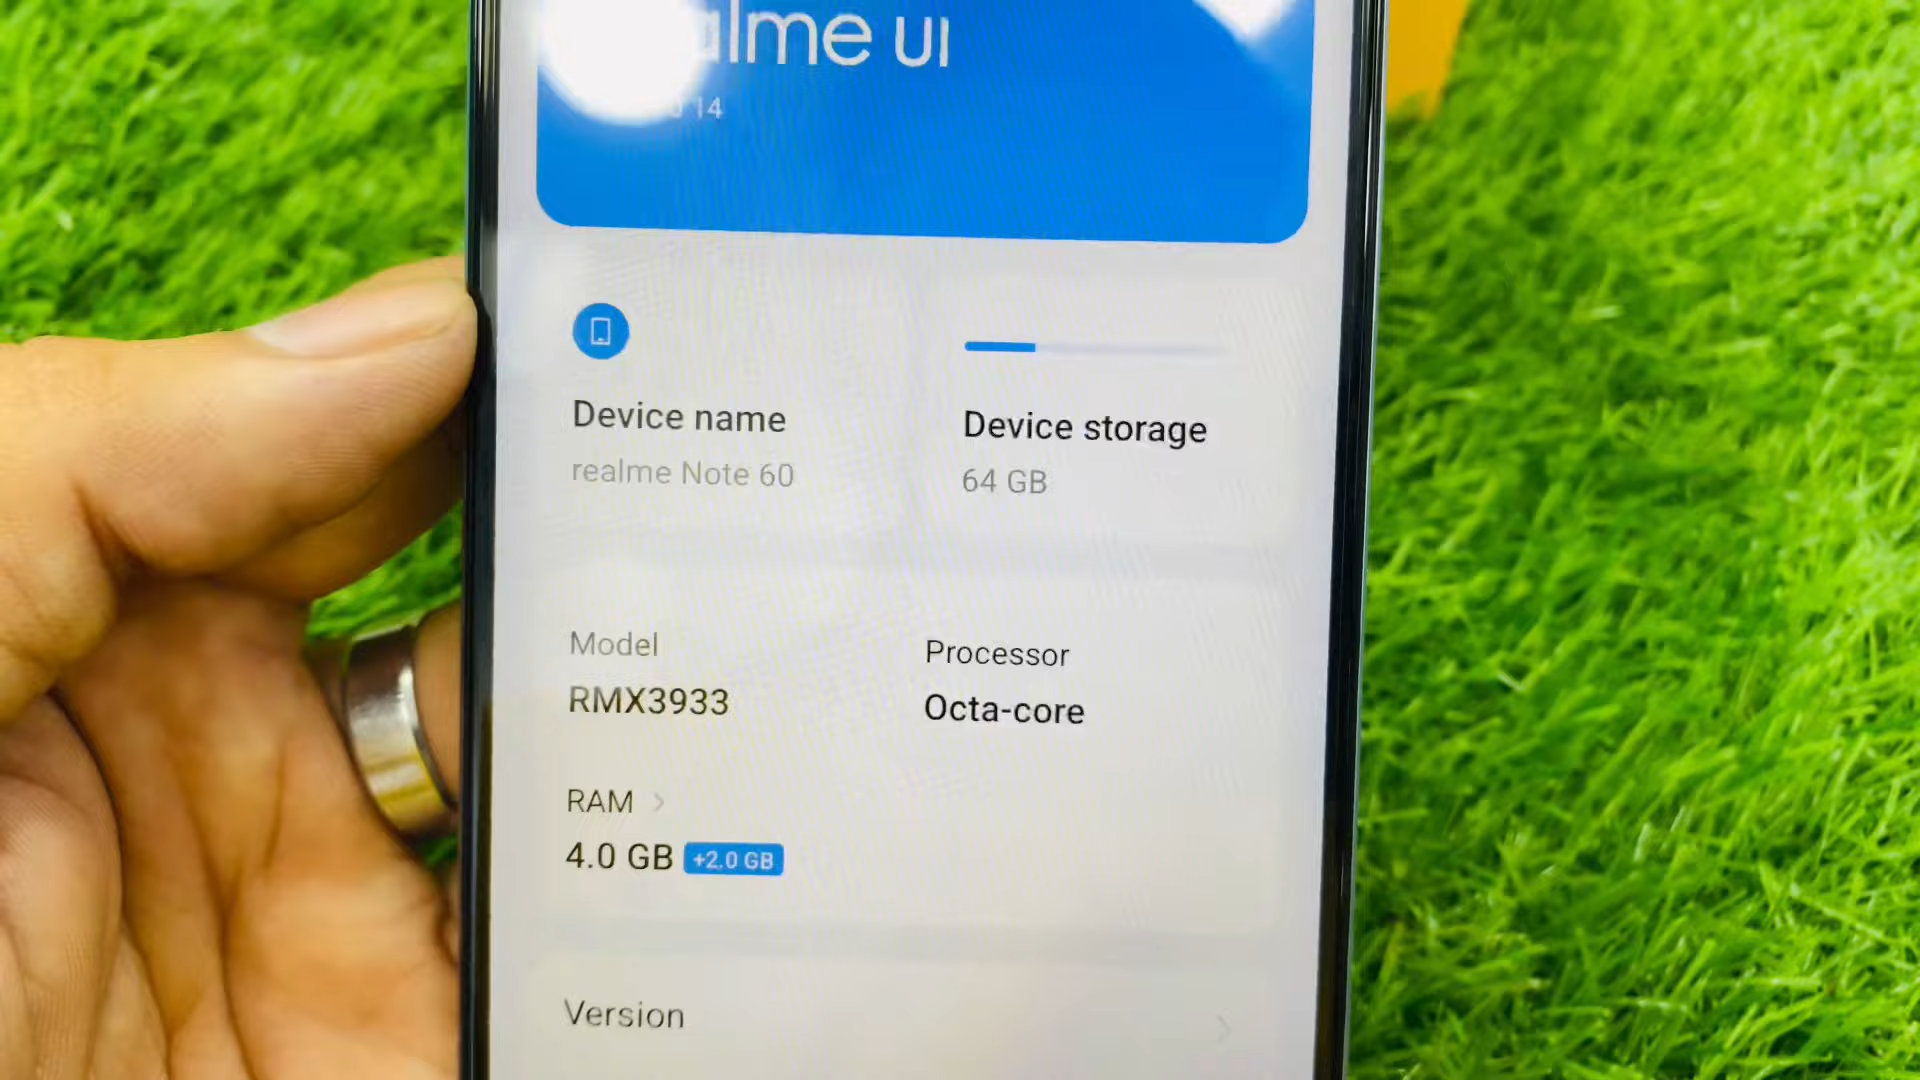 lme UI
14
Device name
realme Note 60
Device storage
64 GB
Model
RMX3933
Processor
Octa-core
RAM >
4.0 GB +2.0 GB
Version >